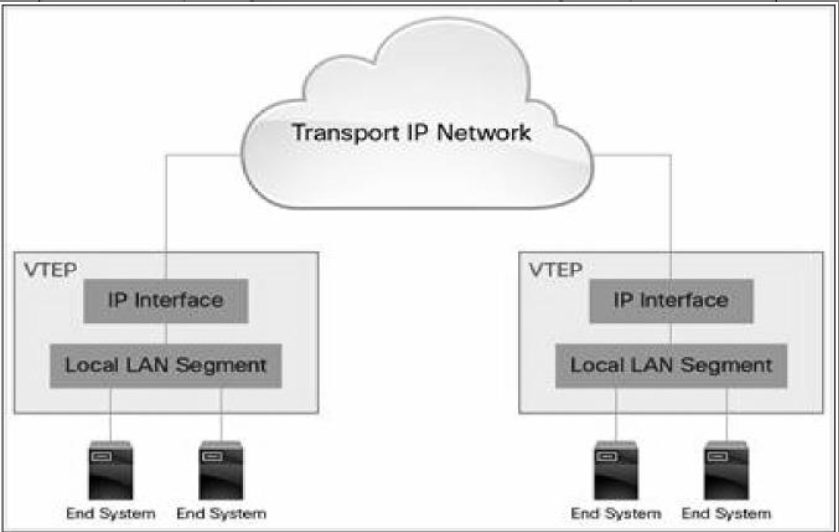 Transport IP Network
VTEP
IP Interface
Local LAN Segment
End System
End System
VTEP
IP Interface
Local LAN Segment
End System
End System